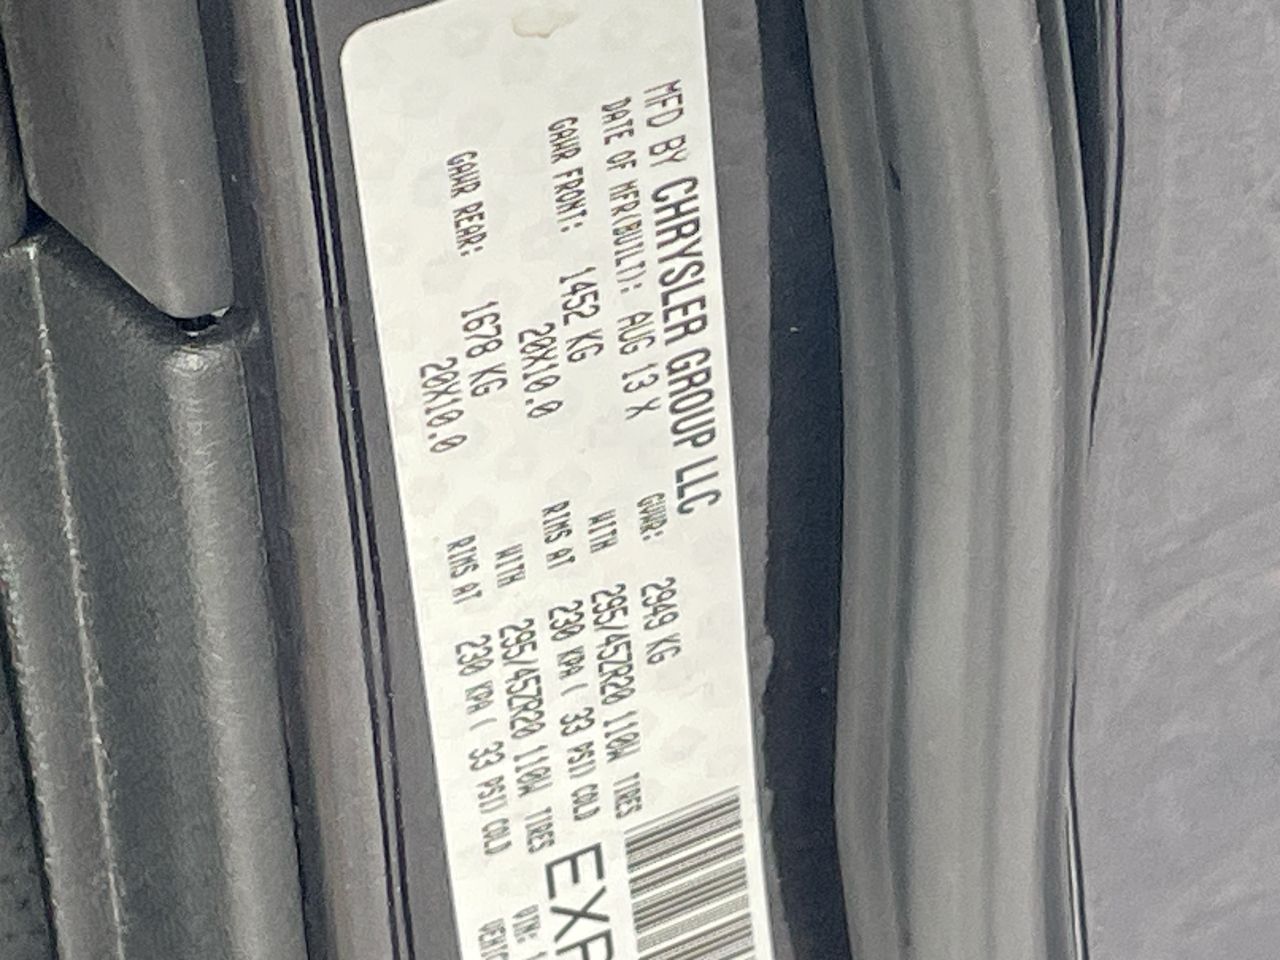 MFD BY CHRYSLER GROUP LLC
DATE OF MFR(BUILT): AUG 13 X GVWR: 2949 KG
GAWR FRONT: 1452 KG WITH 295/45ZR20 110W TIRES
20X10.0 RIMS AT 230 KPA ( 33 PSI) COLD
GAWR REAR: 1678 KG WITH 295/45ZR20 110W TIRES
20X10.0 RIMS AT 230 KPA ( 33 PSI) COLD
EXP
VIN: